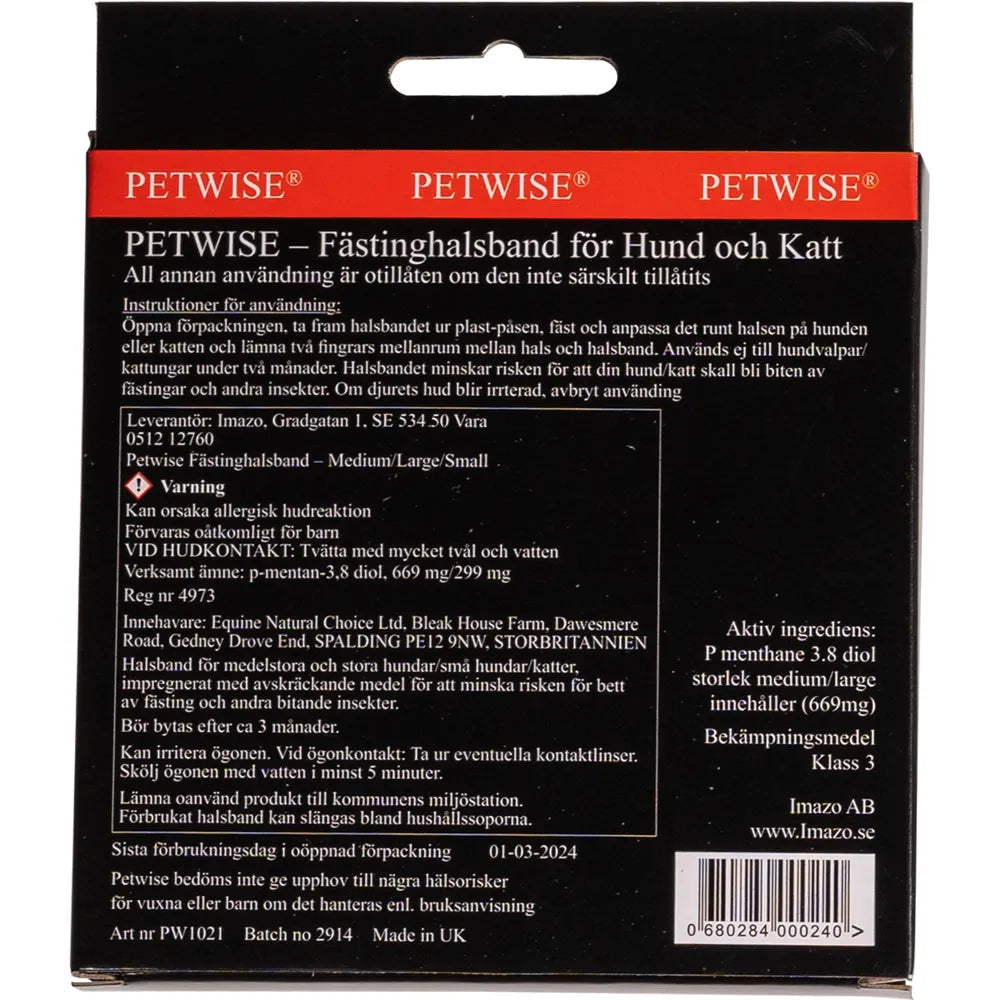 PETWISE® PETWISE® PETWISE®
PETWISE – Fästinghalsband för Hund och Katt
All annan användning är otillåten om den inte särskilt tillåtits
Instruktioner för användning:
Öppna förpackningen, ta fram halsbandet ur plast-påsen, fäst och anpassa det runt halsen på hunden
eller katten och lämna två fingrars mellanrum mellan hals och halsband. Används ej till hundvalpar/
kattungar under två månader. Halsbandet minskar risken för att din hund/katt skall bli biten av
fästingar och andra insekter. Om djurets hud blir irrterad, avbryt använding
Leverantör: Imazo, Gradgatan 1, SE 534 50 Vara
0512 12760
Petwise Fästinghalsband – Medium/Large/Small
! Varning
Kan orsaka allergisk hudreaktion
Förvaras oåtkomligt för barn
VID HUDKONTAKT: Tvätta med mycket tvål och vatten
Verksamt ämne: p-mentan-3,8 diol, 669 mg/299 mg
Reg nr 4973
Innehavare: Equine Natural Choice Ltd, Bleak House Farm, Dawesmere
Road, Gedney Drove End, SPALDING PE12 9NW, STORBRITANNIEN
Halsband för medelstora och stora hundar/små hundar/katter,
impregnerat med avskräckande medel för att minska risken för bett
av fästing och andra bitande insekter.
Bör bytas efter ca 3 månader.
Kan irritera ögonen. Vid ögonkontakt: Ta ur eventuella kontaktlinser.
Skölj ögonen med vatten i minst 5 minuter.
Lämna oanvänd produkt till kommunens miljöstation.
Förbrukat halsband kan slängas bland hushållssoporna.
Sista förbrukningsdag i oöppnad förpackning 01-03-2024
Petwise bedöms inte ge upphov till några hälsorisker
för vuxna eller barn om det hanteras enl. bruksanvisning
Art nr PW1021 Batch no 2914 Made in UK
Aktiv ingrediens:
P menthane 3.8 diol
storlek medium/large
innehåller (669mg)
Bekämpningsmedel
Klass 3
Imazo AB
www.Imazo.se
0 680284 000240 >